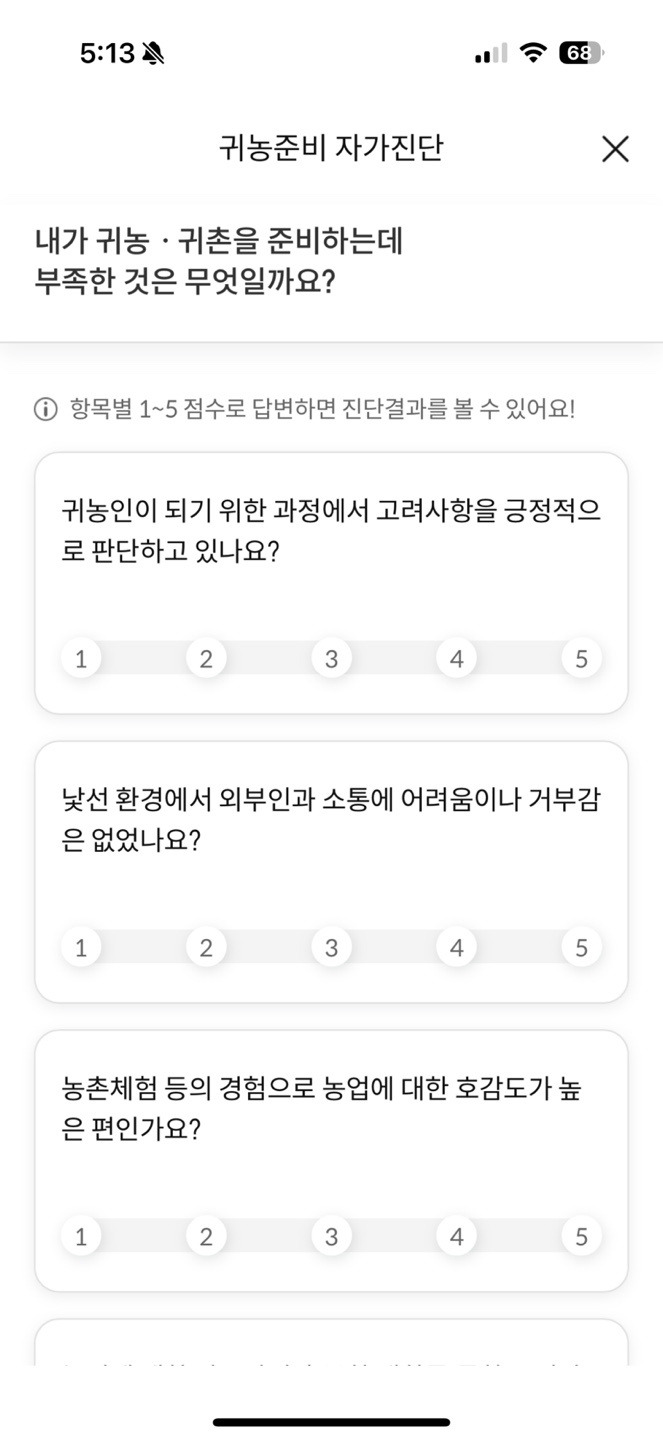 5:13
68
귀농준비 자가진단
내가 귀농 · 귀촌을 준비하는데
부족한 것은 무엇일까요?
항목별 1~5 점수로 답변하면 진단결과를 볼 수 있어요!
귀농인이 되기 위한 과정에서 고려사항을 긍정적으
로 판단하고 있나요?
1 2 3 4 5
낯선 환경에서 외부인과 소통에 어려움이나 거부감
은 없었나요?
1 2 3 4 5
농촌체험 등의 경험으로 농업에 대한 호감도가 높
은 편인가요?
1 2 3 4 5